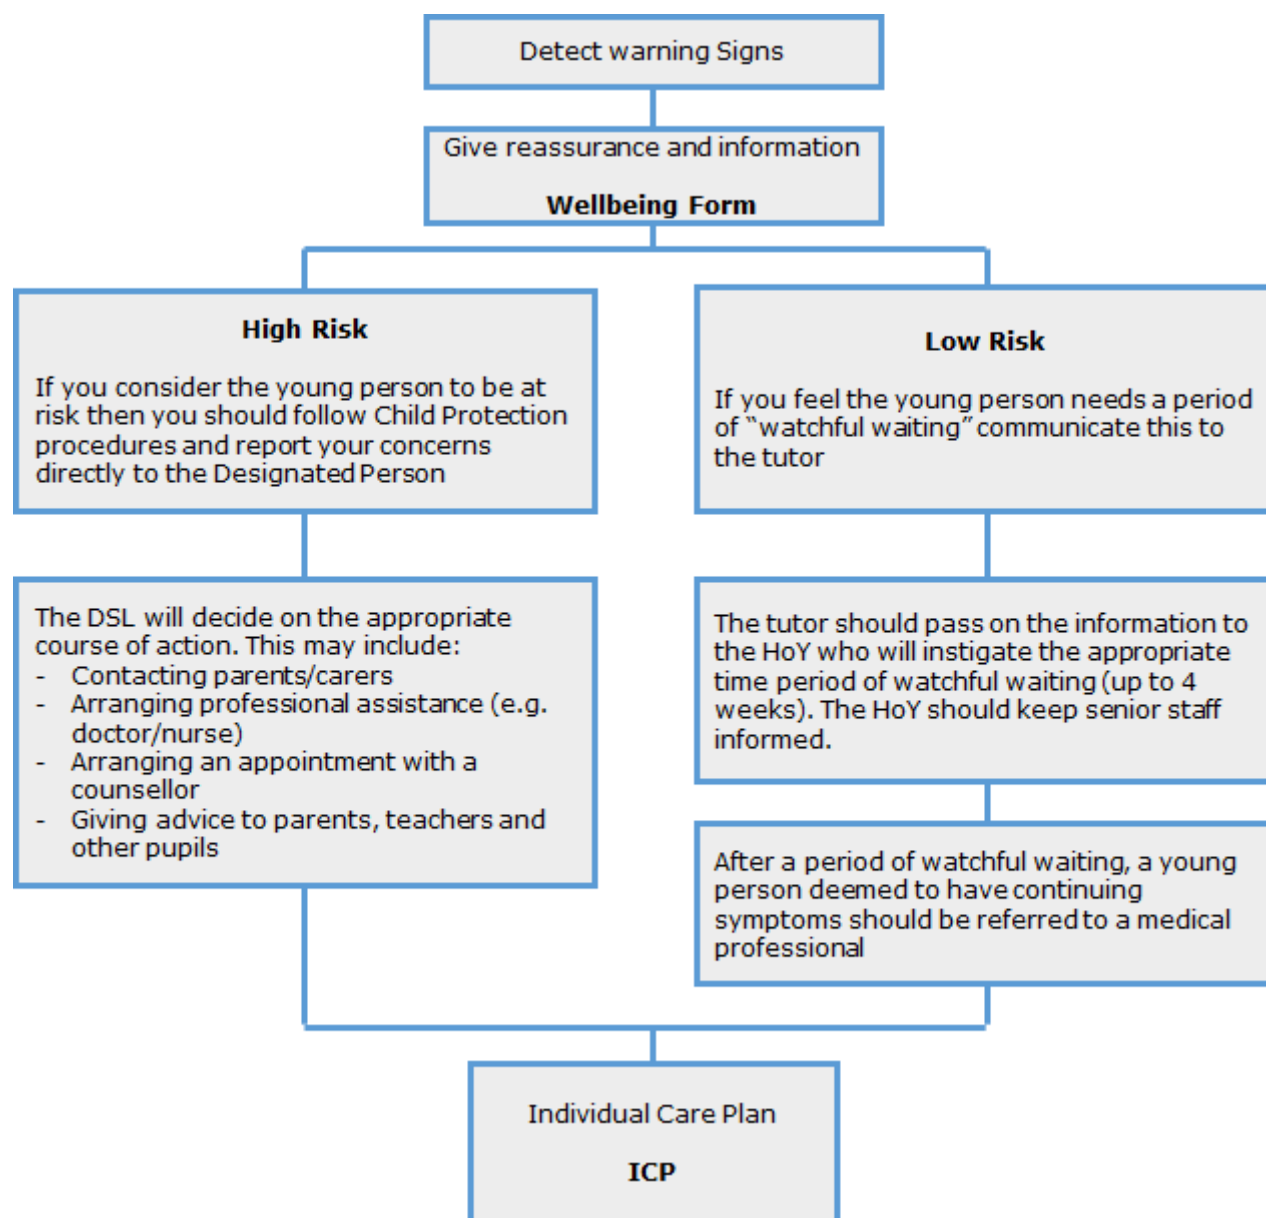 Detect warning Signs
Give reassurance and information
Wellbeing Form
High Risk
If you consider the young person to be at
risk then you should follow Child Protection
procedures and report your concerns
directly to the Designated Person
Low Risk
If you feel the young person needs a period
of “watchful waiting” communicate this to
the tutor
The DSL will decide on the appropriate
course of action. This may include:
- Contacting parents/carers
- Arranging professional assistance (e.g.
doctor/nurse)
- Arranging an appointment with a
counsellor
- Giving advice to parents, teachers and
other pupils
The tutor should pass on the information to
the HoY who will instigate the appropriate
time period of watchful waiting (up to 4
weeks). The HoY should keep senior staff
informed.
After a period of watchful waiting, a young
person deemed to have continuing
symptoms should be referred to a medical
professional
Individual Care Plan
ICP